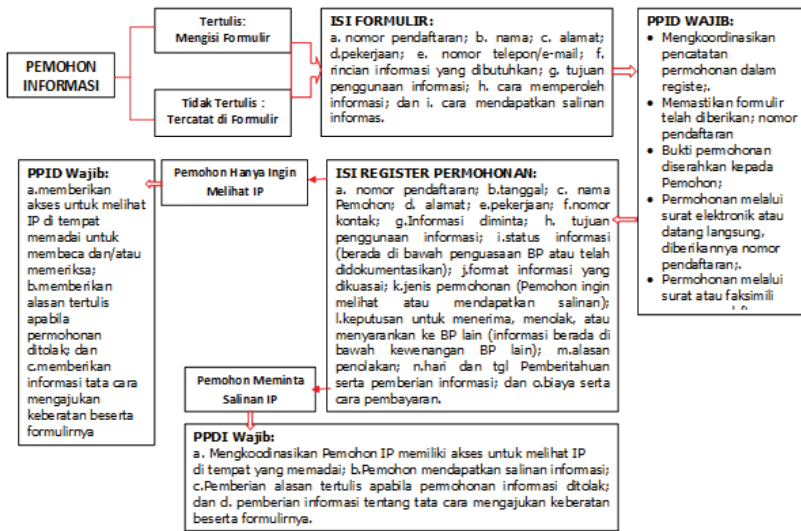 PEMOHON
INFORMASI
Tertulis:
Mengisi Formulir
Tidak Tertulis :
Tercatat di Formulir
ISI FORMULIR:
a. nomor pendaftaran; b. nama; c. alamat;
d.pekerjaan; e. nomor telepon/e-mail; f.
rincian informasi yang dibutuhkan; g. tujuan
penggunaan informasi; h. cara memperoleh
informasi; dan i. cara mendapatkan salinan
informas.
PPID WAJIB:
• Mengkoordinasikan
pencatatan
permohonan dalam
registe;.
• Memastikan formulir
telah diberikan; nomor
pendaftaran
• Bukti permohonan
diserahkan kepada
Pemohon;
• Permohonan melalui
surat elektronik atau
datang langsung,
diberikannya nomor
pendaftaran;.
• Permohonan melalui
surat atau faksimili
ISI REGISTER PERMOHONAN:
a. nomor pendaftaran; b.tanggal; c. nama
Pemohon; d. alamat; e.pekerjaan; f.nomor
kontak; g.Informasi diminta; h. tujuan
penggunaan informasi; i.status informasi
(berada di bawah penguasaan BP atau telah
didokumentasikan); j.format informasi yang
dikuasai; k.jenis permohonan (Pemohon ingin
melihat atau mendapatkan salinan);
l.keputusan untuk menerima, menolak, atau
menyarankan ke BP lain (informasi berada di
bawah kewenangan BP lain); m.alasan
penolakan; n.hari dan tgl Pemberitahuan
serta pemberian informasi; dan o.biaya serta
cara pembayaran.
Pemohon Hanya Ingin
Melihat IP
PPID Wajib:
a.memberikan
akses untuk melihat
IP di tempat
memadai untuk
membaca dan/atau
memeriksa;
b.memberikan
alasan tertulis
apabila
permohonan
ditolak; dan
c.memberikan
informasi tata cara
mengajukan
keberatan beserta
formulirnya
Pemohon Meminta
Salinan IP
PPDI Wajib:
a. Mengkoodinasikan Pemohon IP memiliki akses untuk melihat IP
di tempat yang memadai; b.Pemohon mendapatkan salinan informasi;
c.Pemberian alasan tertulis apabila permohonan informasi ditolak;
dan d. pemberian informasi tentang tata cara mengajukan keberatan
beserta formulirnya.